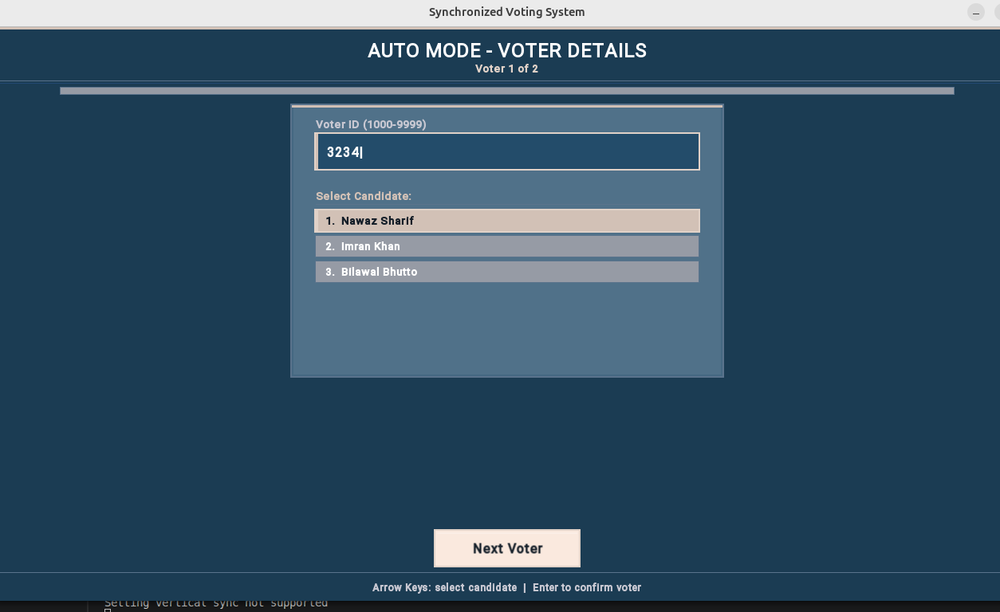 Synchronized Voting System
AUTO MODE - VOTER DETAILS
Voter 1 of 2
Voter ID (1000-9999)
3234|
Select Candidate:
1. Nawaz Sharif
2. Imran Khan
3. Bilawal Bhutto
Next Voter
Arrow Keys: select candidate | Enter to confirm voter
Setting vertical sync not supported